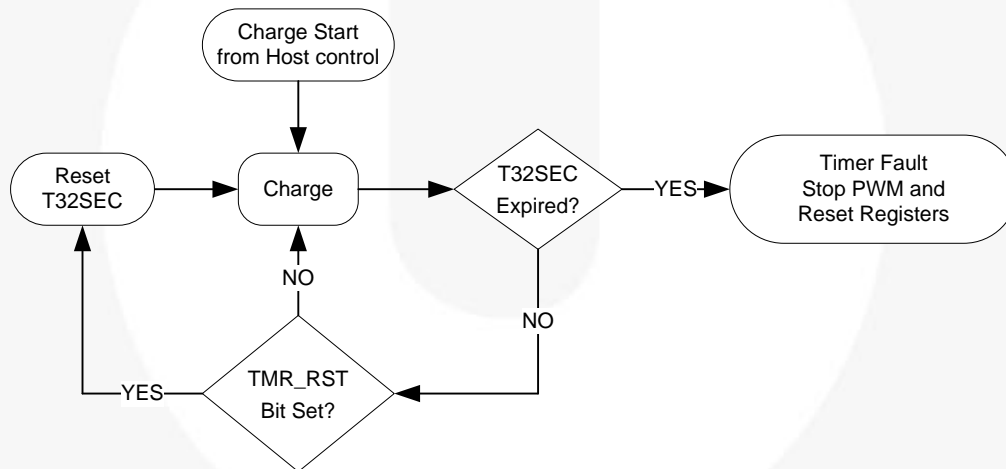 Charge Start
from Host control
Reset
T32SEC
Charge
T32SEC
Expired?
YES
Timer Fault
Stop PWM and
Reset Registers
NO
NO
TMR_RST
Bit Set?
YES